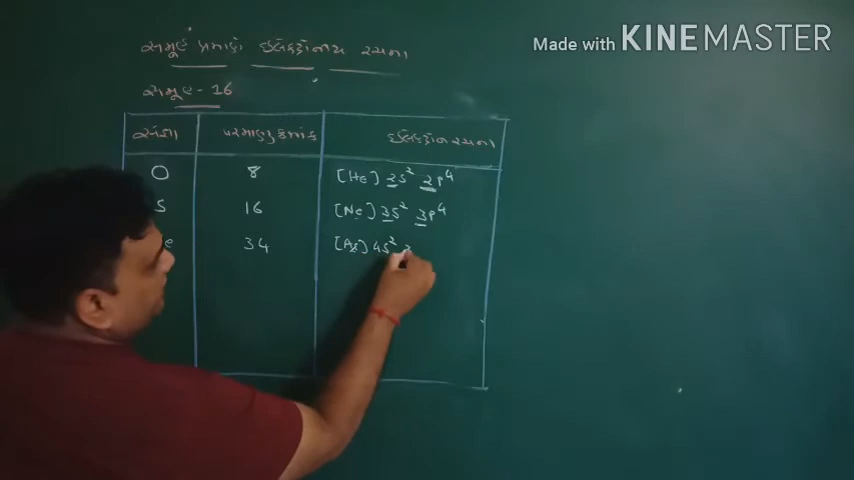 સમૂહ પ્રમાણે ઇલેક્ટ્રોનીય રચના
Made with KINEMASTER
સમૂહ - 16
સંજ્ઞા પરમાણુક્રમાંક ઇલેક્ટ્રોન રચના
O 8 [He] 2s² 2p⁴
S 16 [Ne] 3s² 3p⁴
e 34 [Ar] 4s² 3